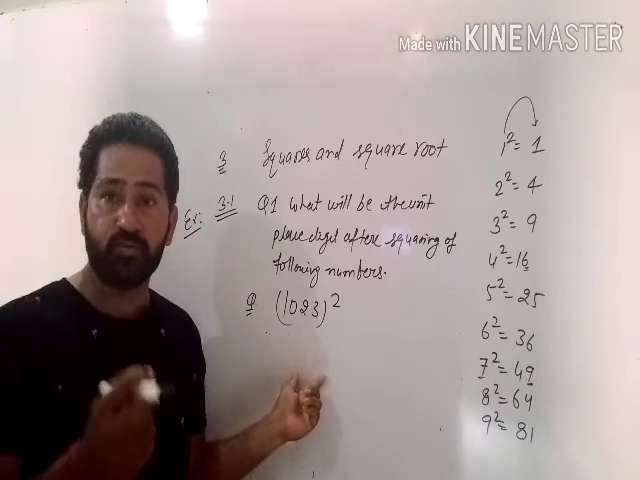 Made with KINEMASTER
3 Squares and square root
Ex: 3.1 Q1 what will be the unit
place digit after squaring of
following numbers.
Q (1023)²
1² = 1
2² = 4
3² = 9
4² = 16
5² = 25
6² = 36
7² = 49
8² = 64
9² = 81